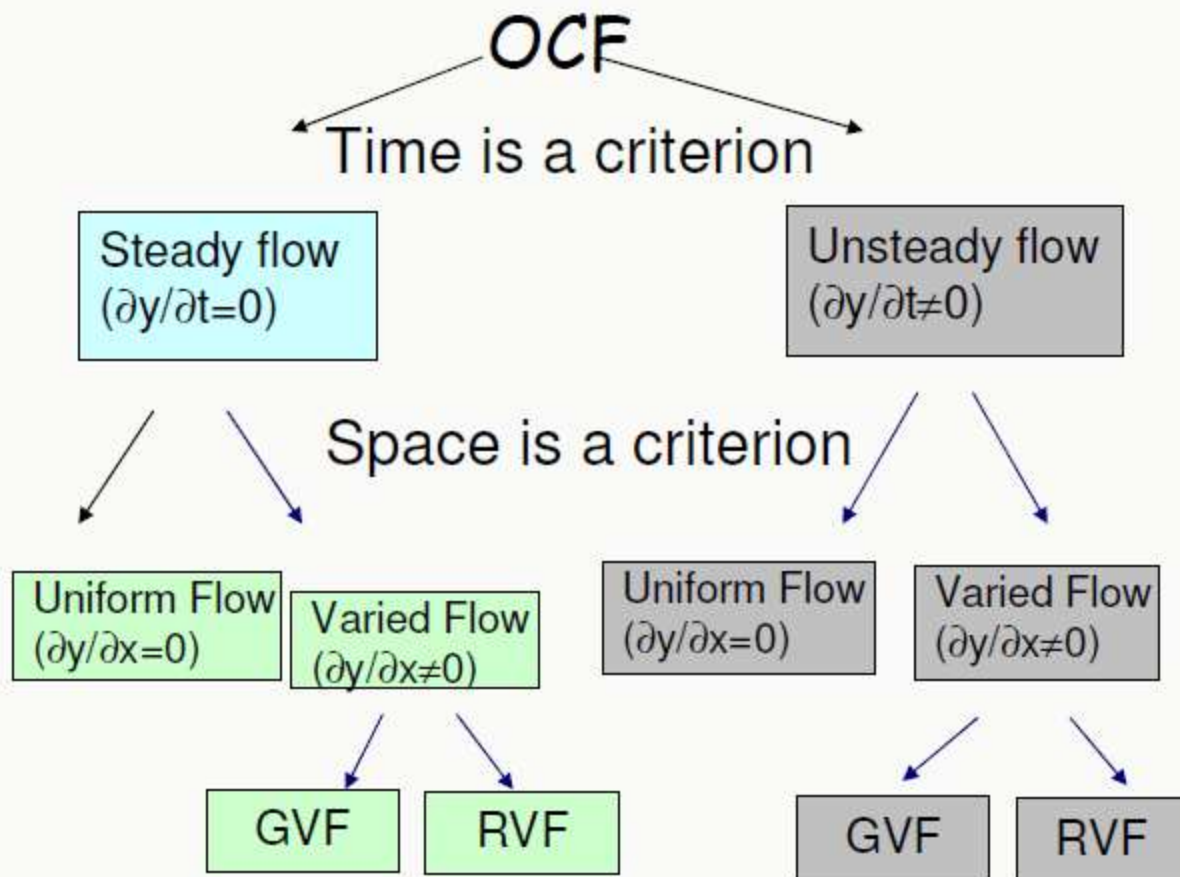 OCF
Time is a criterion
Steady flow
(∂y/∂t=0)
Unsteady flow
(∂y/∂t≠0)
Space is a criterion
Uniform Flow
(∂y/∂x=0)
Varied Flow
(∂y/∂x≠0)
Uniform Flow
(∂y/∂x=0)
Varied Flow
(∂y/∂x≠0)
GVF
RVF
GVF
RVF